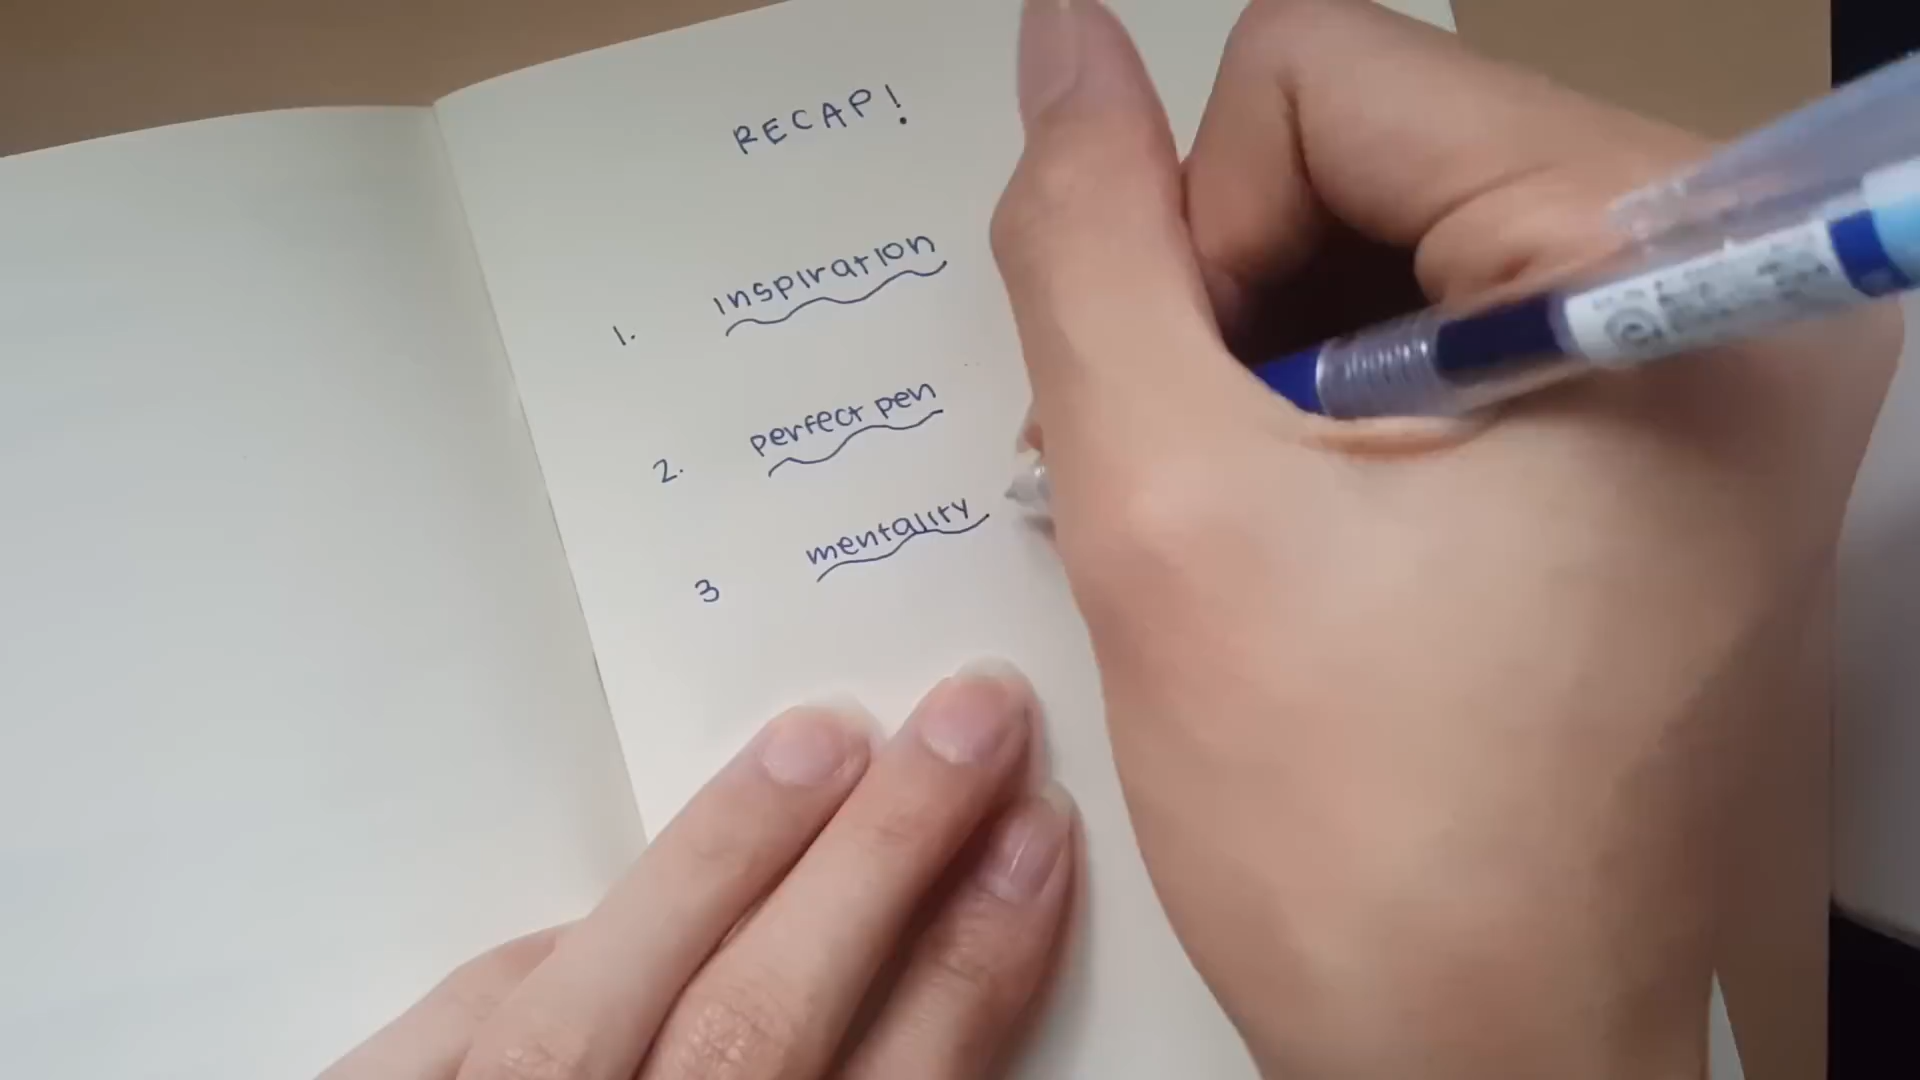 RECAP!
1. inspiration
2. perfect pen
3 mentality